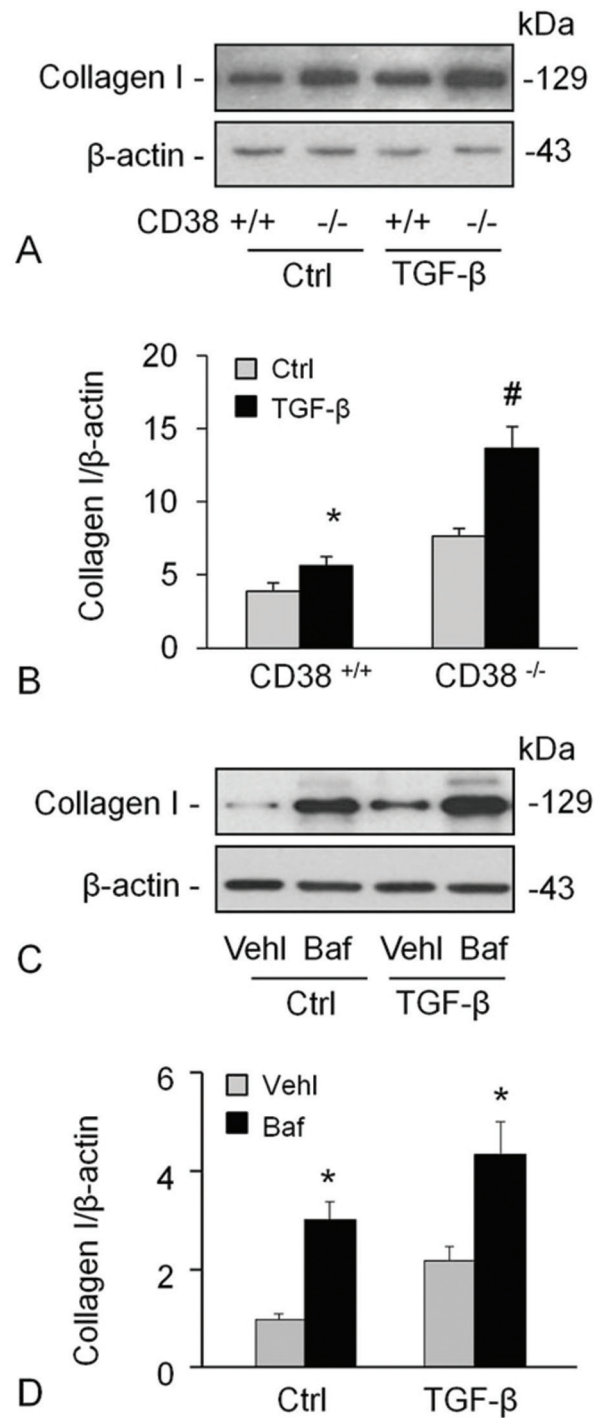 kDa
Collagen I - -129
β-actin - -43
CD38 +/+ -/- +/+ -/-
Ctrl TGF-β
A
20
15
10
5
0
Collagen I/β-actin
Ctrl
TGF-β
*
#
CD38 +/+ CD38 -/-
B
kDa
Collagen I - -129
β-actin - -43
Vehl Baf Vehl Baf
Ctrl TGF-β
C
6
4
2
0
Collagen I/β-actin
Vehl
Baf
*
*
Ctrl TGF-β
D